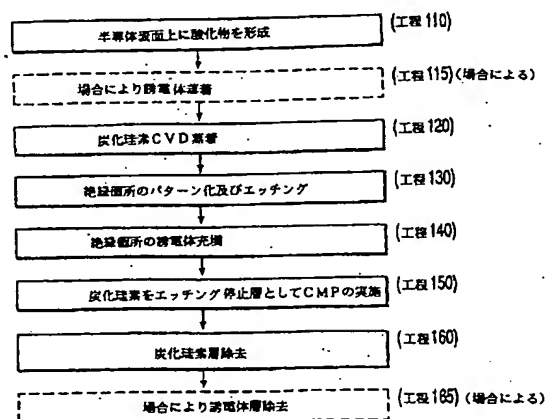 半導体表面上に酸化物を形成 (工程110)
場合により誘電体蒸着 (工程115)(場合による)
炭化珪素CVD蒸着 (工程120)
絶縁個所のパターン化及びエッチング (工程130)
絶縁個所の誘電体充填 (工程140)
炭化珪素をエッチング停止層としてCMPの実施 (工程150)
炭化珪素層除去 (工程160)
場合により誘電体層除去 (工程165)(場合による)